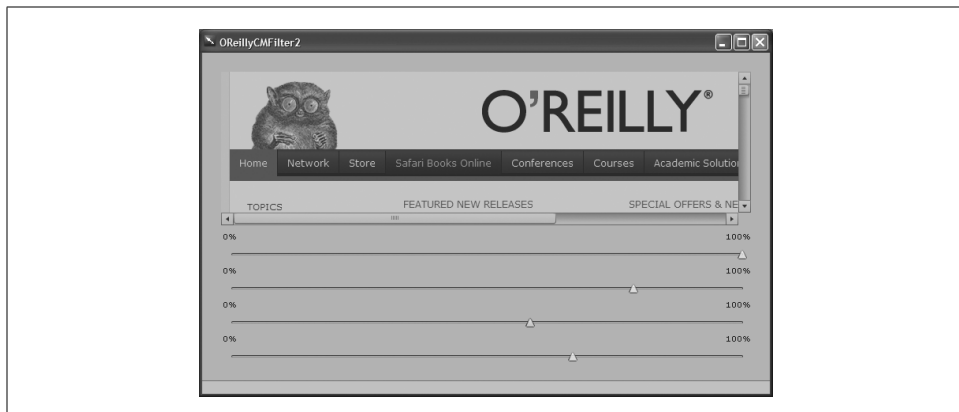 OReillyCMFilter2
O'REILLY®
Home Network Store Safari Books Online Conferences Courses Academic Solution
TOPICS FEATURED NEW RELEASES SPECIAL OFFERS & NE
0% 100%
0% 100%
0% 100%
0% 100%